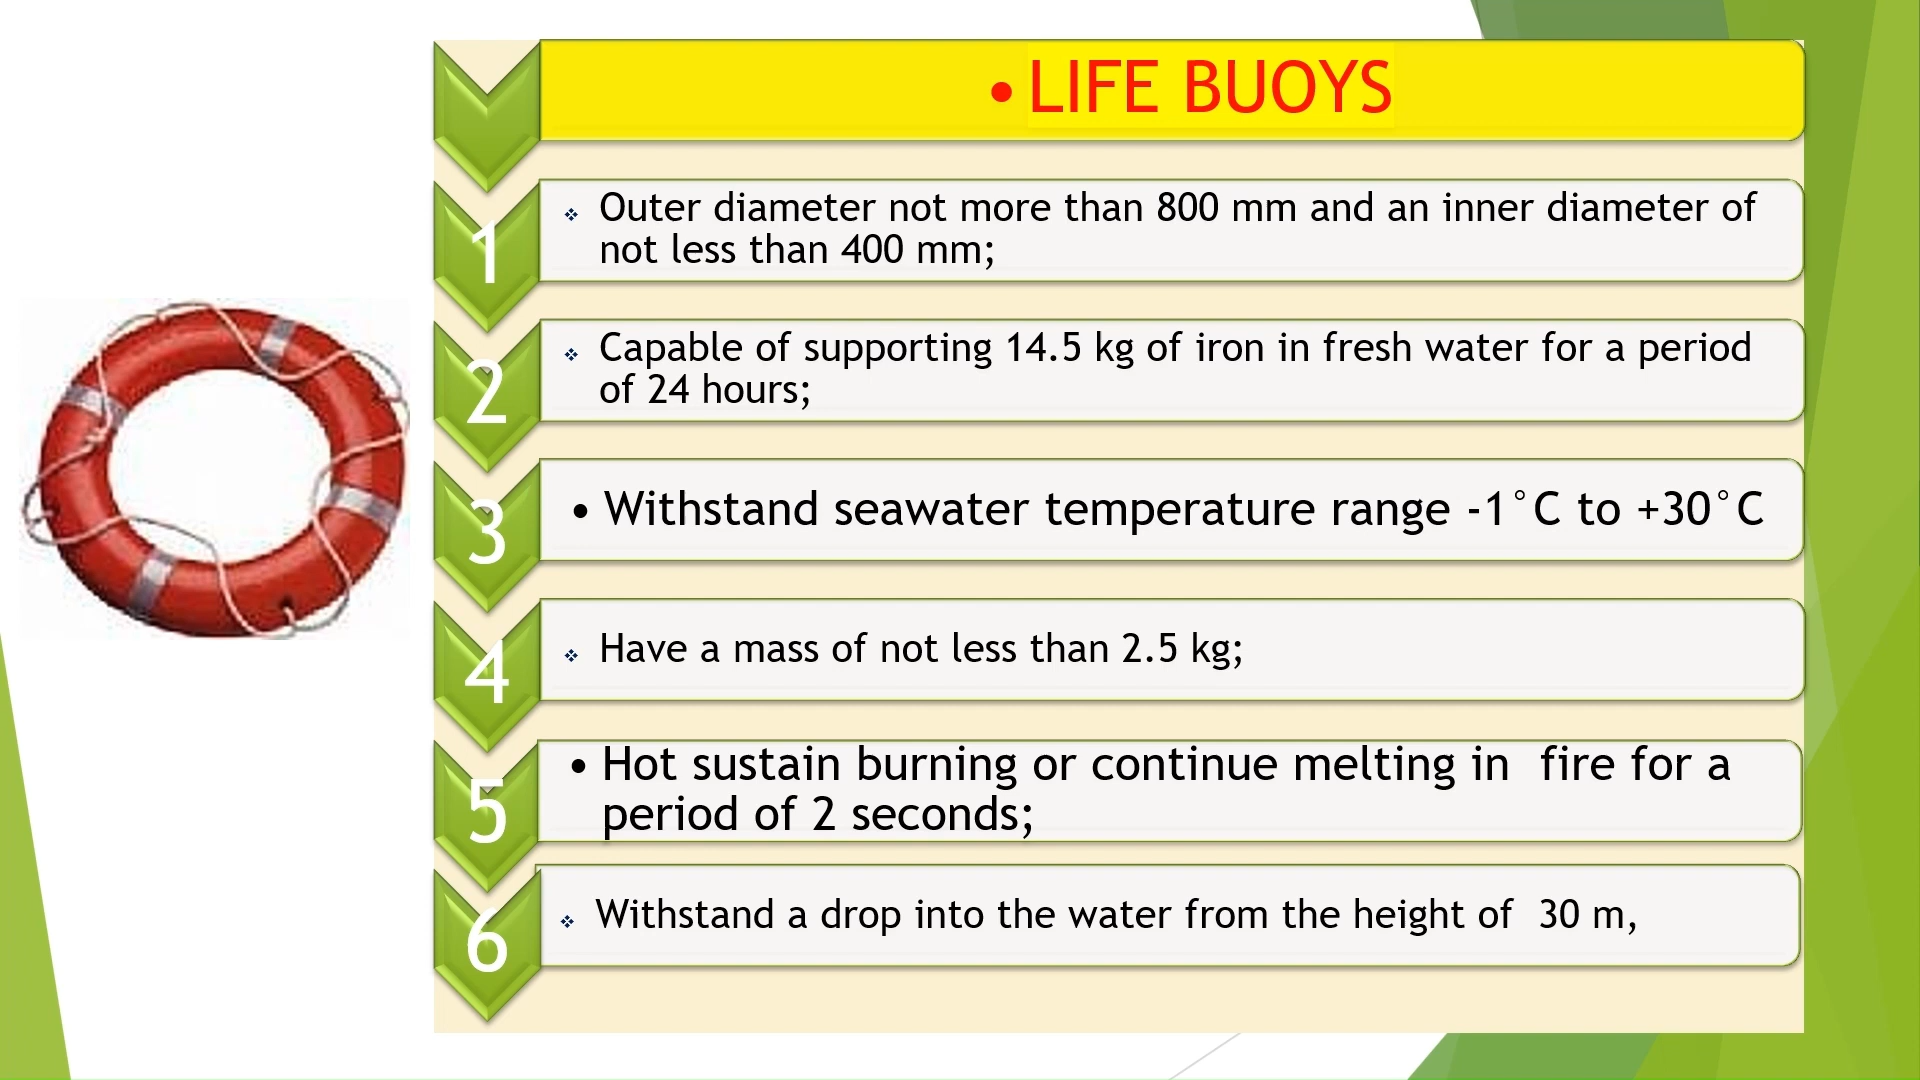 • LIFE BUOYS
1
❖ Outer diameter not more than 800 mm and an inner diameter of
not less than 400 mm;
2
❖ Capable of supporting 14.5 kg of iron in fresh water for a period
of 24 hours;
3
• Withstand seawater temperature range -1°C to +30°C
4
❖ Have a mass of not less than 2.5 kg;
5
• Hot sustain burning or continue melting in  fire for a
period of 2 seconds;
6
❖ Withstand a drop into the water from the height of  30 m,